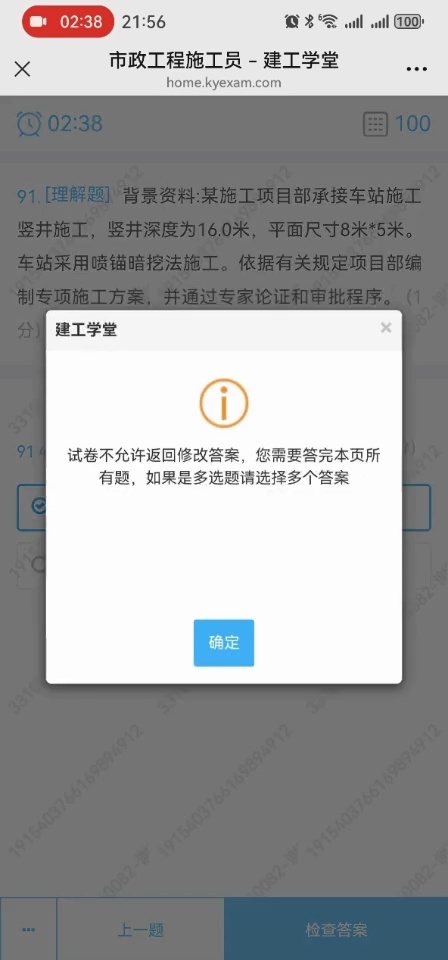 02:38 21:56 100
市政工程施工员 - 建工学堂
home.kyexam.com
02:38 100
91. [理解题] 背景资料:某施工项目部承接车站施工
竖井施工，竖井深度为16.0米，平面尺寸8米*5米。
车站采用喷锚暗挖法施工。依据有关规定项目部编
制专项施工方案，并通过专家论证和审批程序。 (1
分)
建工学堂
×
试卷不允许返回修改答案，您需要答完本页所
有题，如果是多选题请选择多个答案
91
确定
1915403766169894912
1915403766169894912
上一题 检查答案